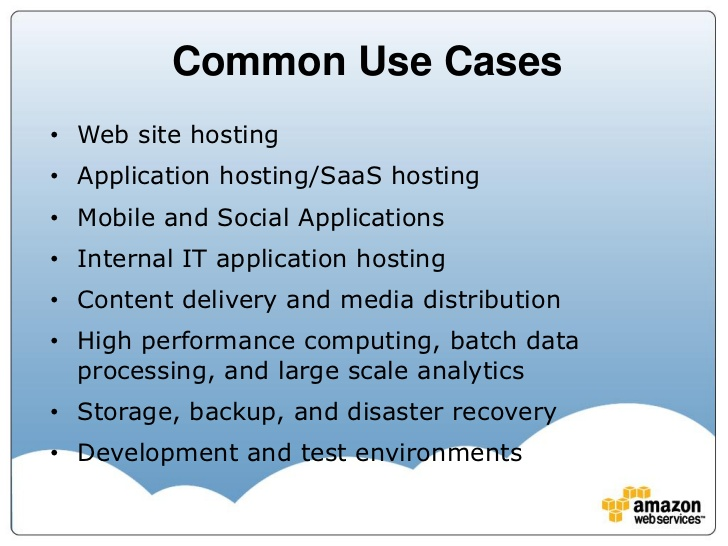 Common Use Cases
• Web site hosting
• Application hosting/SaaS hosting
• Mobile and Social Applications
• Internal IT application hosting
• Content delivery and media distribution
• High performance computing, batch data
processing, and large scale analytics
• Storage, backup, and disaster recovery
• Development and test environments
amazon
webservices™